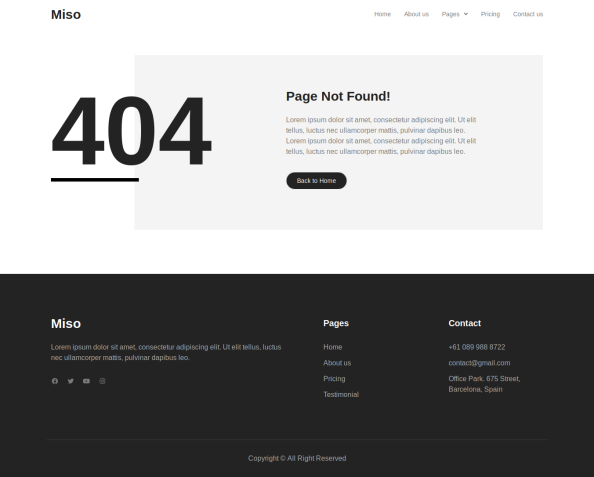 Miso
Home
About us
Pages
Pricing
Contact us
404
Page Not Found!
Lorem ipsum dolor sit amet, consectetur adipiscing elit. Ut elit
tellus, luctus nec ullamcorper mattis, pulvinar dapibus leo.
Lorem ipsum dolor sit amet, consectetur adipiscing elit. Ut elit
tellus, luctus nec ullamcorper mattis, pulvinar dapibus leo.
Back to Home
Miso
Lorem ipsum dolor sit amet, consectetur adipiscing elit. Ut elit tellus, luctus
nec ullamcorper mattis, pulvinar dapibus leo.
Pages
Home
About us
Pricing
Testimonial
Contact
+61 089 988 8722
contact@gmail.com
Office Park. 675 Street,
Barcelona, Spain
Copyright © All Right Reserved